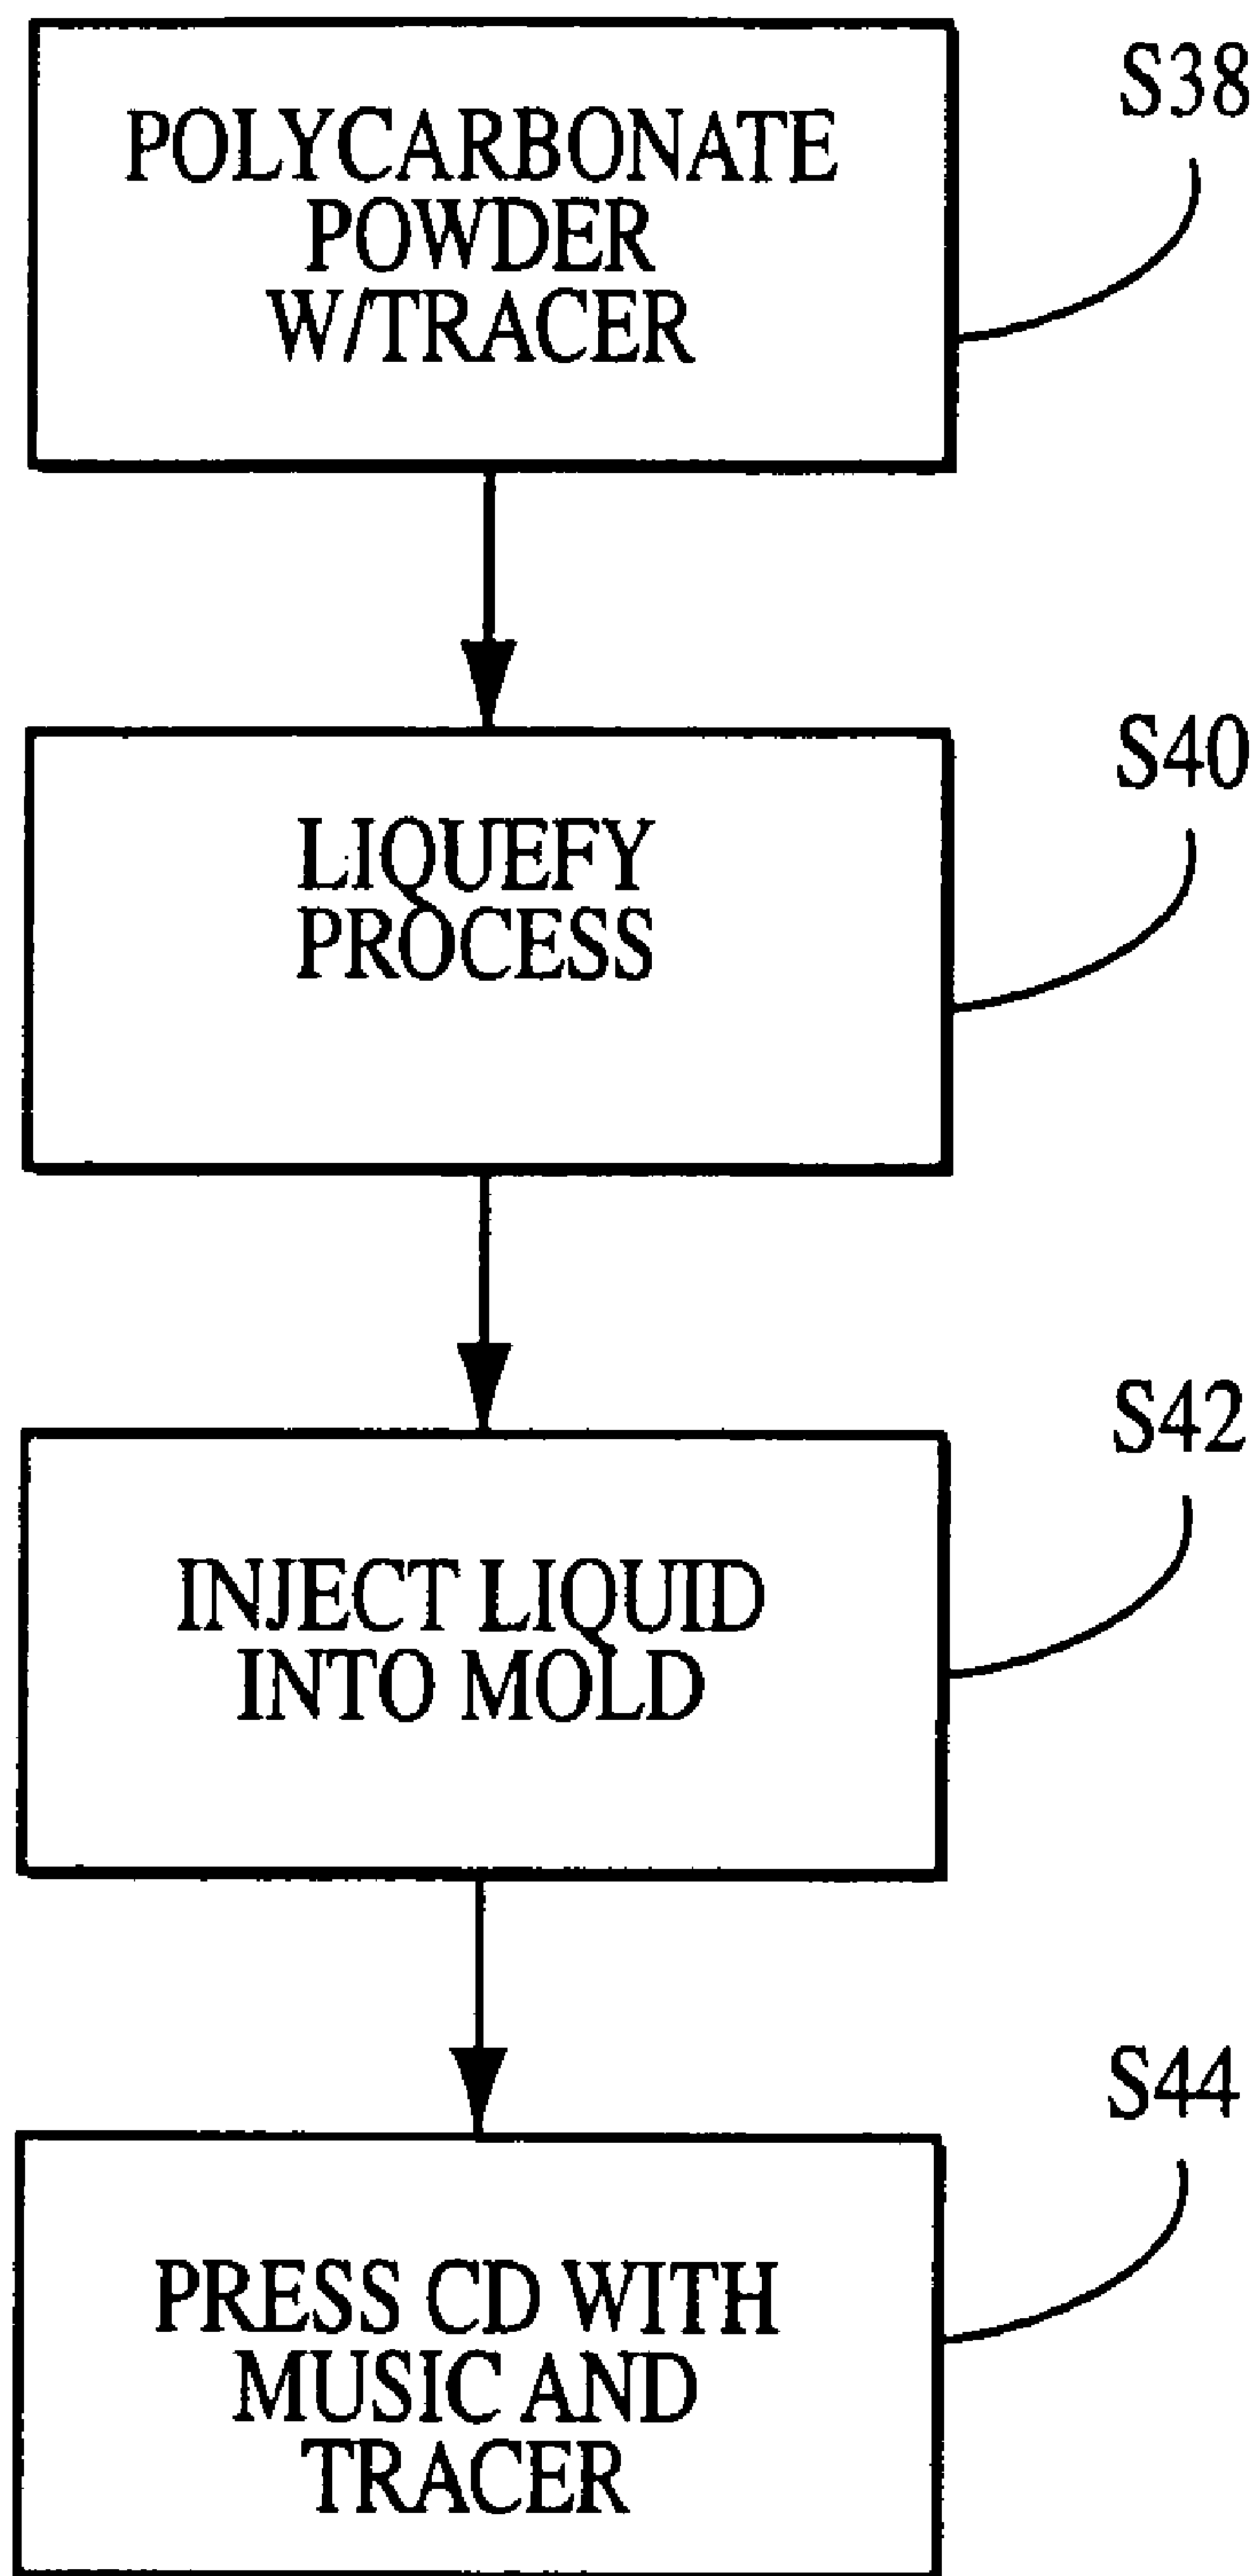 POLYCARBONATE
POWDER
W/TRACER
S38
LIQUEFY
PROCESS
S40
INJECT LIQUID
INTO MOLD
S42
PRESS CD WITH
MUSIC AND
TRACER
S44